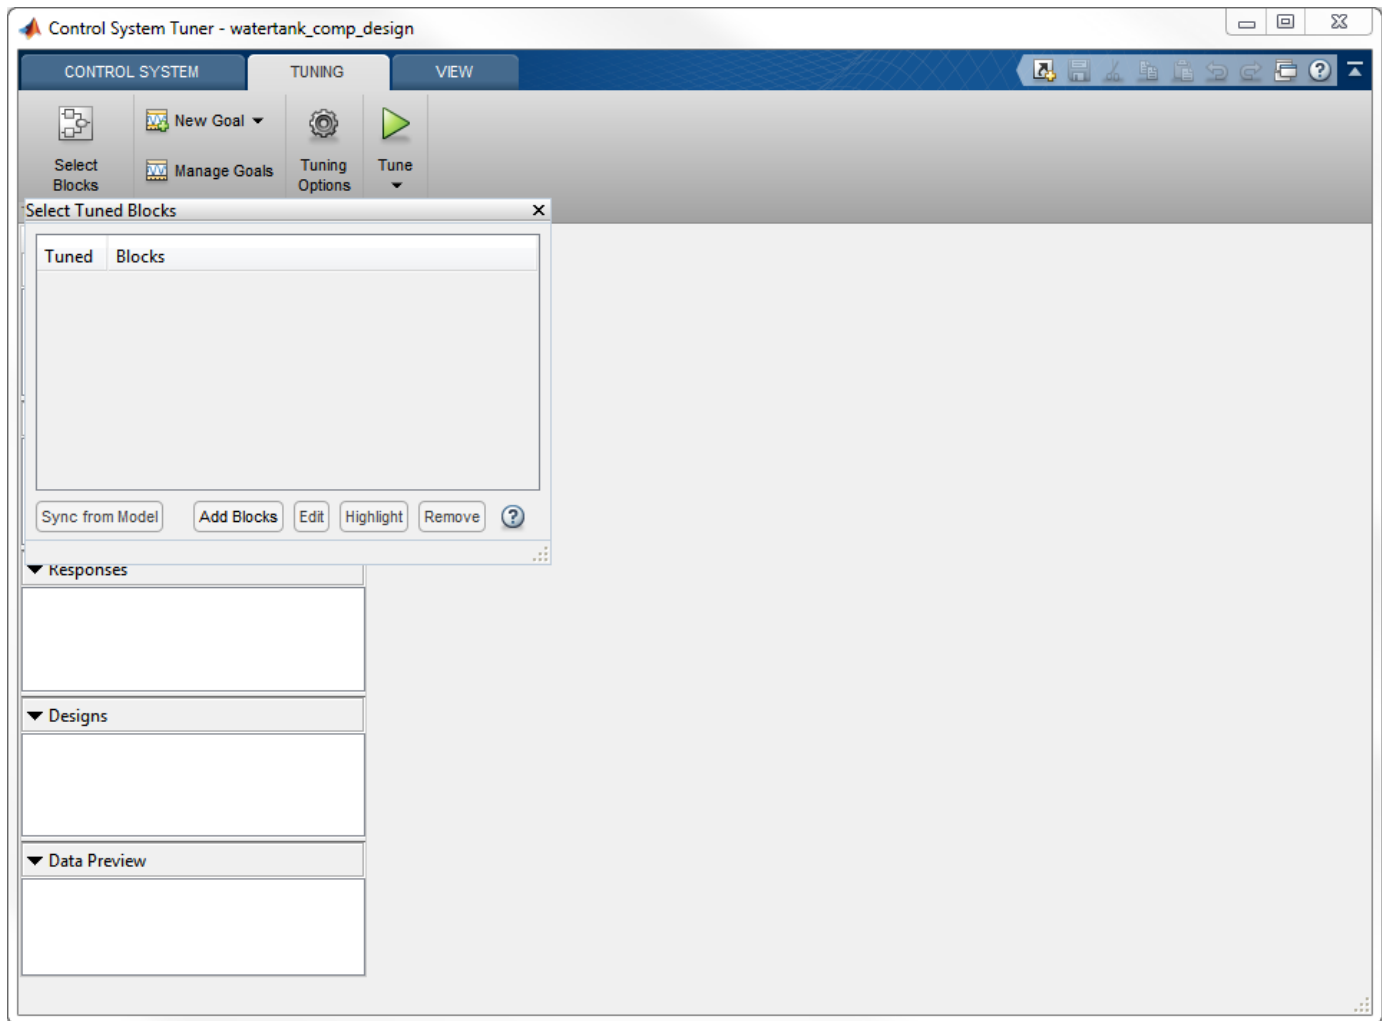 Control System Tuner - watertank_comp_design
CONTROL SYSTEM TUNING VIEW
New Goal
Select Blocks
Manage Goals
Tuning Options
Tune
Select Tuned Blocks
Tuned Blocks
Sync from Model Add Blocks Edit Highlight Remove
Responses
Designs
Data Preview